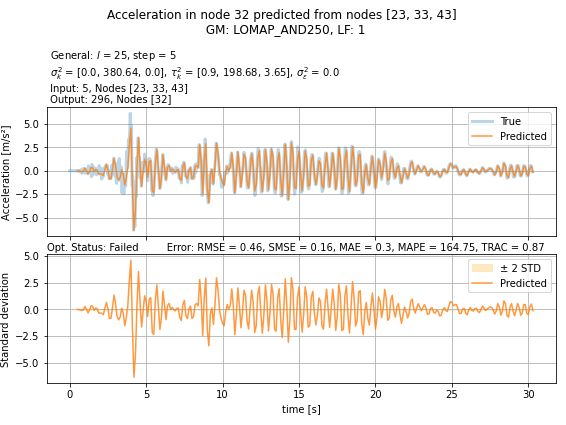 Acceleration in node 32 predicted from nodes [23, 33, 43]
GM: LOMAP_AND250, LF: 1
General: l = 25, step = 5
σ²ₖ = [0.0, 380.64, 0.0], τ²ₖ = [0.9, 198.68, 3.65], σ²ₑ = 0.0
Input: 5, Nodes [23, 33, 43]
Output: 296, Nodes [32]
Acceleration [m/s²]
5.0
2.5
0.0
−2.5
−5.0
True
Predicted
Opt. Status: Failed
Error: RMSE = 0.46, SMSE = 0.16, MAE = 0.3, MAPE = 164.75, TRAC = 0.87
Standard deviation
5.0
2.5
0.0
−2.5
−5.0
± 2 STD
Predicted
0 5 10 15 20 25 30
time [s]